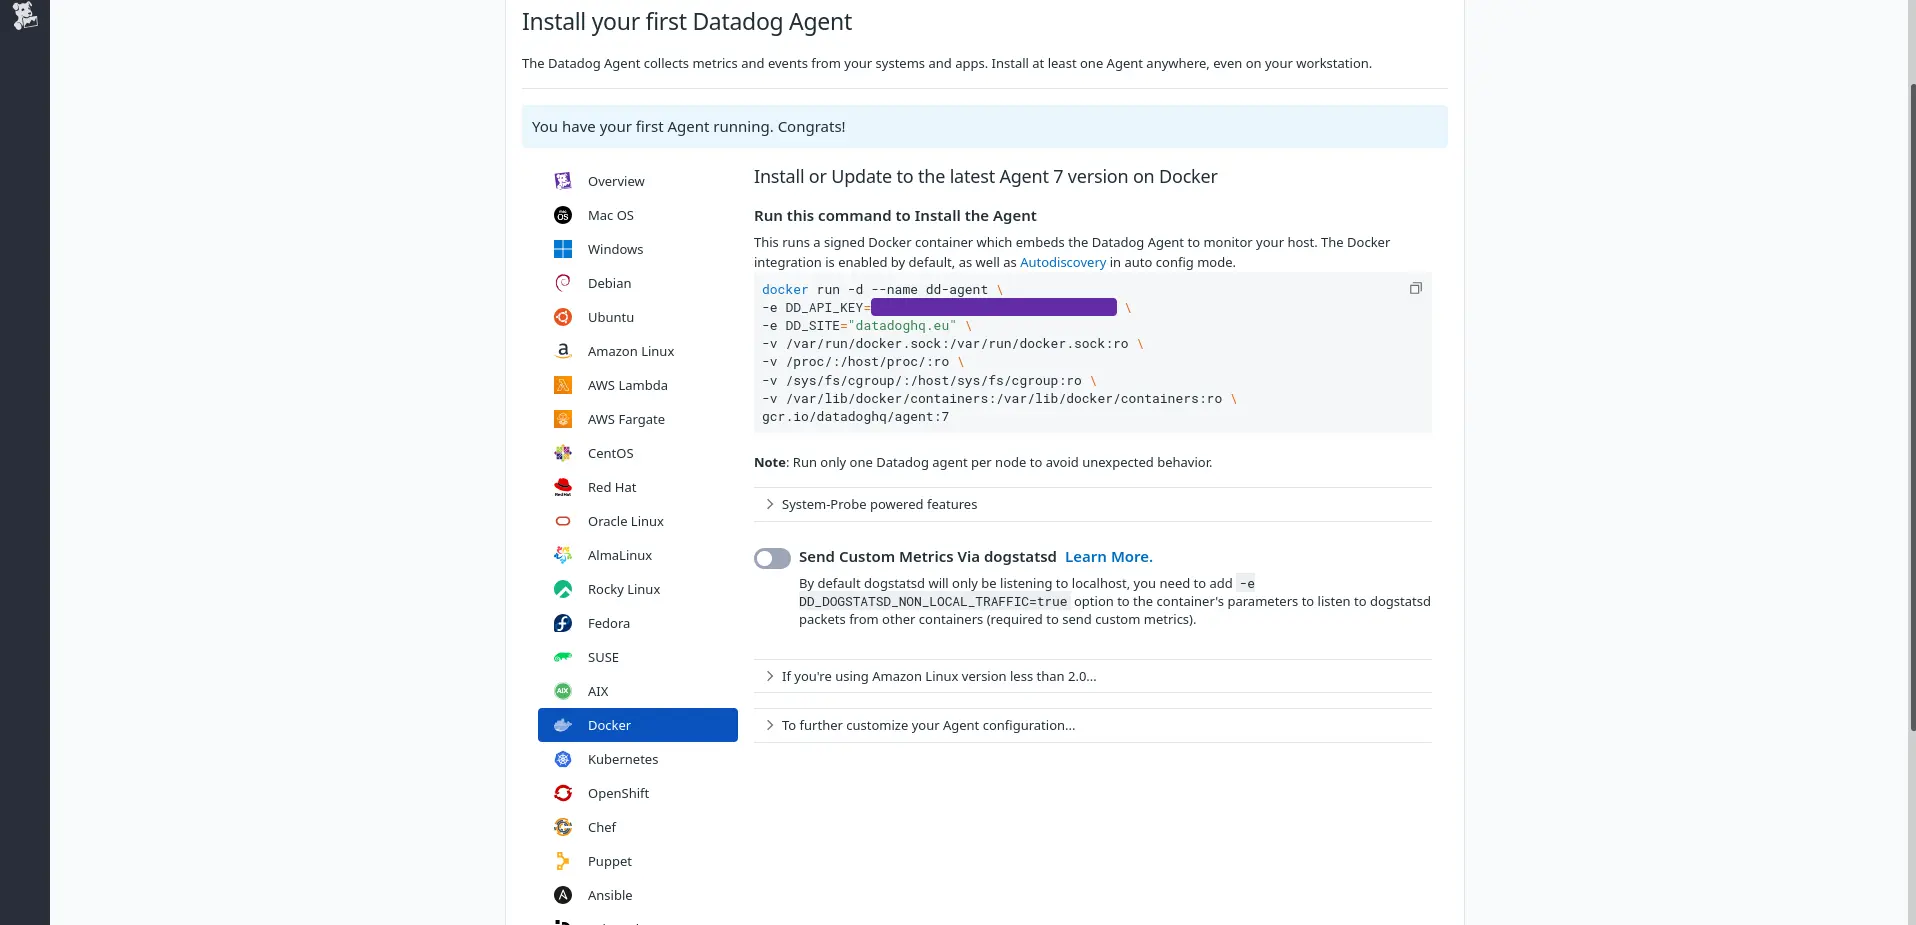 Install your first Datadog Agent
The Datadog Agent collects metrics and events from your systems and apps. Install at least one Agent anywhere, even on your workstation.
You have your first Agent running. Congrats!
Overview
Mac OS
Windows
Debian
Ubuntu
Amazon Linux
AWS Lambda
AWS Fargate
CentOS
Red Hat
Oracle Linux
AlmaLinux
Rocky Linux
Fedora
SUSE
AIX
Docker
Kubernetes
OpenShift
Chef
Puppet
Ansible
Install or Update to the latest Agent 7 version on Docker
Run this command to Install the Agent
This runs a signed Docker container which embeds the Datadog Agent to monitor your host. The Docker
integration is enabled by default, as well as Autodiscovery in auto config mode.
docker run -d --name dd-agent \
-e DD_API_KEY= \
-e DD_SITE="datadoghq.eu" \
-v /var/run/docker.sock:/var/run/docker.sock:ro \
-v /proc/:/host/proc/:ro \
-v /sys/fs/cgroup/:/host/sys/fs/cgroup:ro \
-v /var/lib/docker/containers:/var/lib/docker/containers:ro \
gcr.io/datadoghq/agent:7
Note: Run only one Datadog agent per node to avoid unexpected behavior.
System-Probe powered features
Send Custom Metrics Via dogstatsd Learn More.
By default dogstatsd will only be listening to localhost, you need to add -e
DD_DOGSTATSD_NON_LOCAL_TRAFFIC=true option to the container's parameters to listen to dogstatsd
packets from other containers (required to send custom metrics).
If you're using Amazon Linux version less than 2.0...
To further customize your Agent configuration...